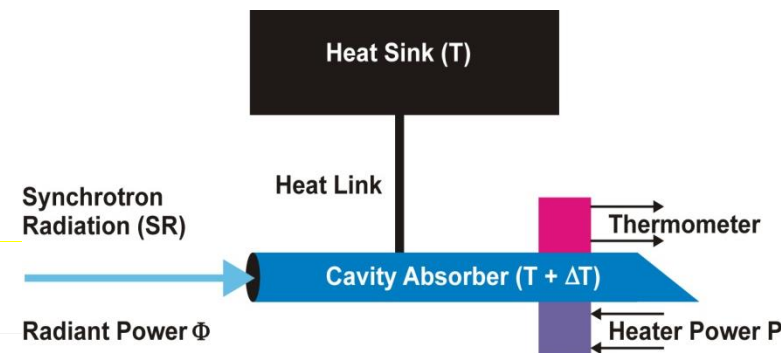 Heat Sink (T)
Heat Link
Synchrotron
Radiation (SR)
Thermometer
Cavity Absorber (T + ΔT)
Radiant Power Φ
Heater Power P